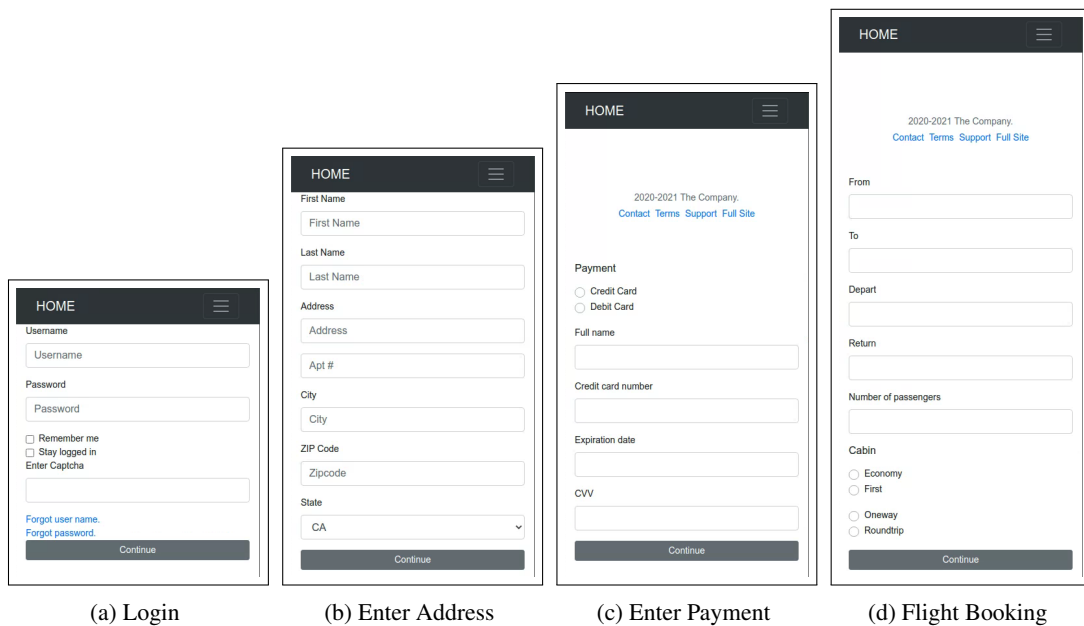 HOME
Username
Username
Password
Password
Remember me
Stay logged in
Enter Captcha
Forgot user name.
Forgot password.
Continue
(a) Login
HOME
First Name
First Name
Last Name
Last Name
Address
Address
Apt #
City
City
ZIP Code
Zipcode
State
CA
Continue
(b) Enter Address
HOME
2020-2021 The Company.
Contact Terms Support Full Site
Payment
Credit Card
Debit Card
Full name
Credit card number
Expiration date
CVV
Continue
(c) Enter Payment
HOME
2020-2021 The Company.
Contact Terms Support Full Site
From
To
Depart
Return
Number of passengers
Cabin
Economy
First
Oneway
Roundtrip
Continue
(d) Flight Booking